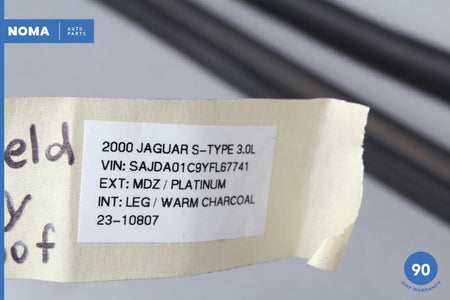 NOMA AUTO
PARTS
eld
y
of
2000 JAGUAR S-TYPE 3.0L
VIN: SAJDA01C9YFL67741
EXT: MDZ / PLATINUM
INT: LEG / WARM CHARCOAL
23-10807
90
DAY WARRANTY